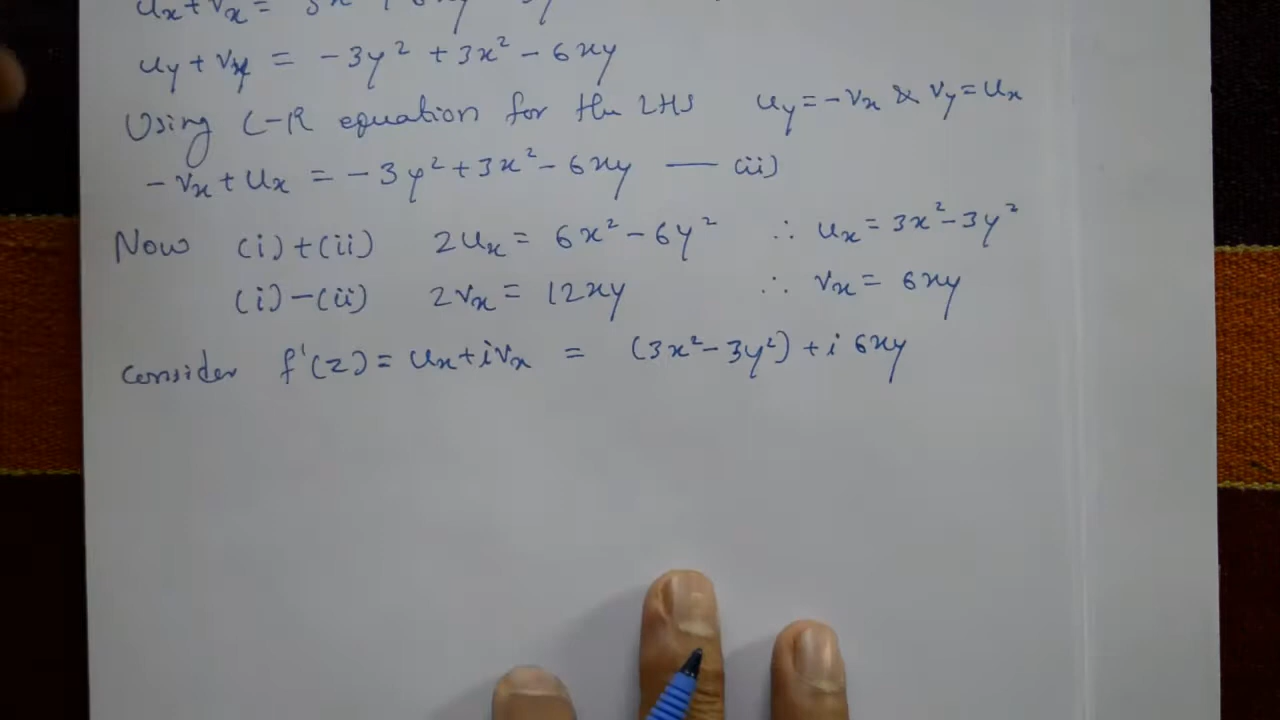 ux + vx =
uy + vy = -3y² + 3x² - 6xy
Using C-R equation for the LHS uy = -vx & vy = ux
-vx + ux = -3y² + 3x² - 6xy — (ii)
Now (i)+(ii) 2ux = 6x² - 6y² ∴ ux = 3x² - 3y²
(i)-(ii) 2vx = 12xy ∴ vx = 6xy
Consider f'(z) = ux + ivx = (3x² - 3y²) + i 6xy